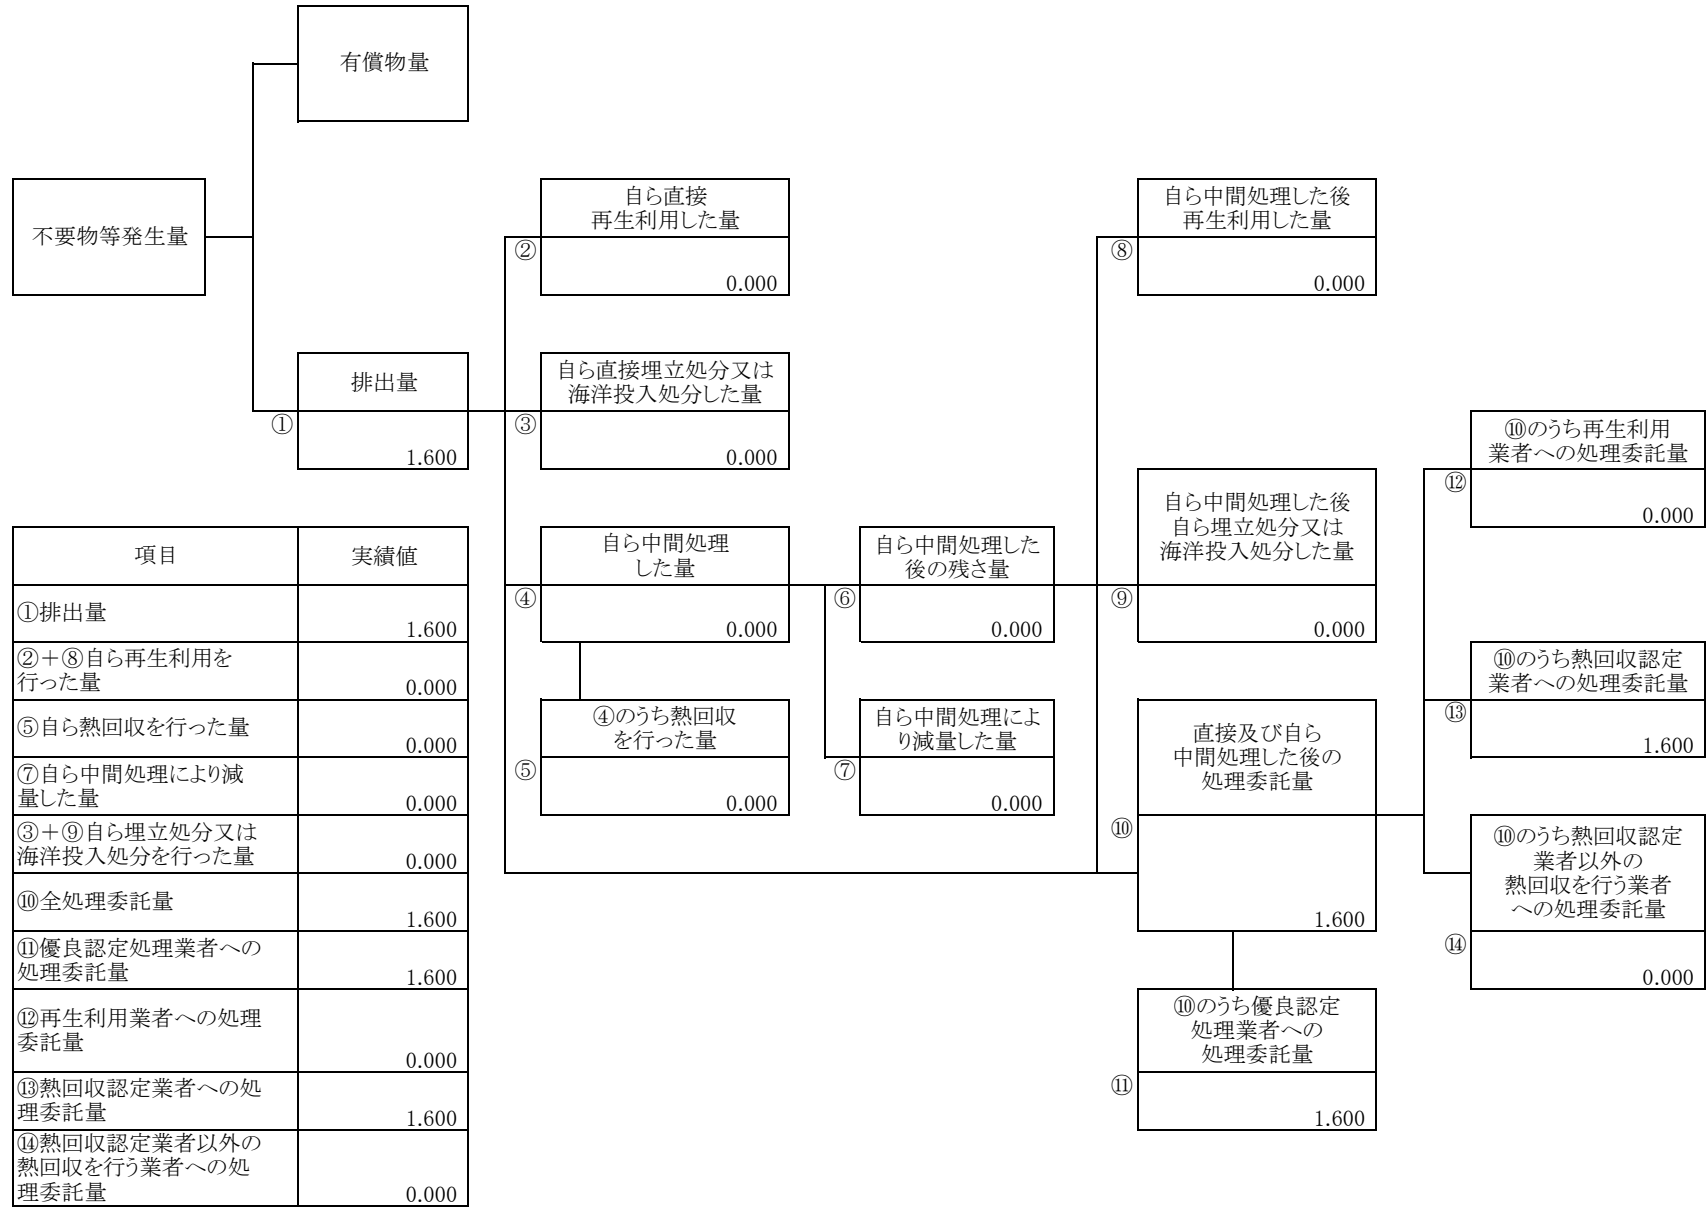 有償物量
不要物等発生量
自ら直接
再生利用した量
②
0.000
自ら中間処理した後
再生利用した量
⑧
0.000
排出量
①
1.600
自ら直接埋立処分又は
海洋投入処分した量
③
0.000
⑩のうち再生利用
業者への処理委託量
⑫
0.000
自ら中間処理
した量
④
0.000
自ら中間処理した
後の残さ量
⑥
0.000
自ら中間処理した後
自ら埋立処分又は
海洋投入処分した量
⑨
0.000
⑩のうち熱回収認定
業者への処理委託量
⑬
1.600
④のうち熱回収
を行った量
⑤
0.000
自ら中間処理によ
り減量した量
⑦
0.000
直接及び自ら
中間処理した後の
処理委託量
⑩
1.600
⑩のうち熱回収認定
業者以外の
熱回収を行う業者
への処理委託量
⑭
0.000
⑩のうち優良認定
処理業者への
処理委託量
⑪
1.600
項目
実績値
①排出量
1.600
②＋⑧自ら再生利用を
行った量
0.000
⑤自ら熱回収を行った量
0.000
⑦自ら中間処理により減
量した量
0.000
③＋⑨自ら埋立処分又は
海洋投入処分を行った量
0.000
⑩全処理委託量
1.600
⑪優良認定処理業者への
処理委託量
1.600
⑫再生利用業者への処理
委託量
0.000
⑬熱回収認定業者への処
理委託量
1.600
⑭熱回収認定業者以外の
熱回収を行う業者への処
理委託量
0.000